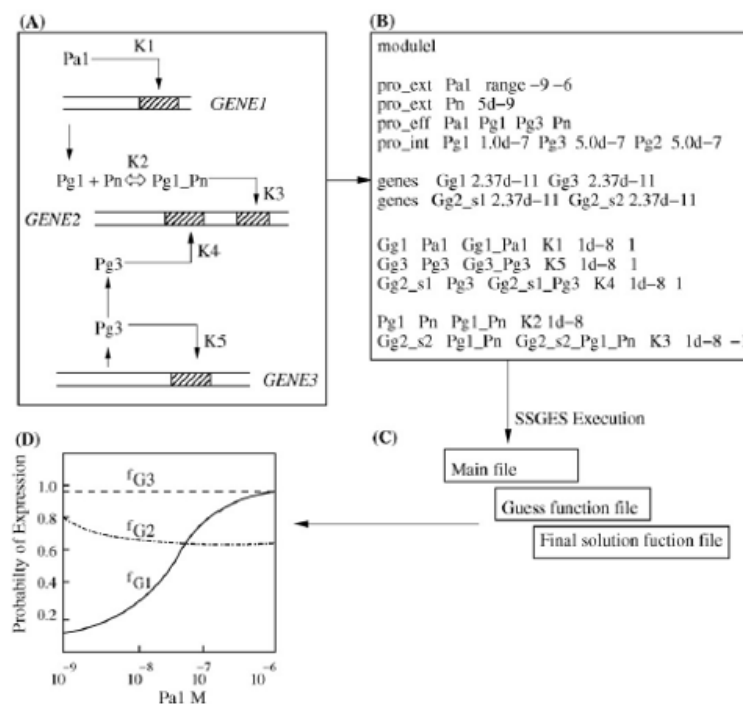 (A)
K1
Pa1
GENE1
K2
Pg1 + Pn ⇔ Pg1_Pn
K3
GENE2
K4
Pg3
Pg3
K5
GENE3
(B)
modulel
pro_ext Pa1 range -9 -6
pro_ext Pn 5d-9
pro_eff Pa1 Pg1 Pg3 Pn
pro_int Pg1 1.0d-7 Pg3 5.0d-7 Pg2 5.0d-7
genes Gg1 2.37d-11 Gg3 2.37d-11
genes Gg2_s1 2.37d-11 Gg2_s2 2.37d-11
Gg1 Pa1 Gg1_Pa1 K1 1d-8 1
Gg3 Pg3 Gg3_Pg3 K5 1d-8 1
Gg2_s1 Pg3 Gg2_s1_Pg3 K4 1d-8 1
Pg1 Pn Pg1_Pn K2 1d-8
Gg2_s2 Pg1_Pn Gg2_s2_Pg1_Pn K3 1d-8 -1
SSGES Execution
(C)
Main file
Guess function file
Final solution fuction file
(D)
Probabilty of Expression
1.0
0.8
0.6
0.4
0.2
fG3
fG2
fG1
10^-9 10^-8 10^-7 10^-6
Pa1 M